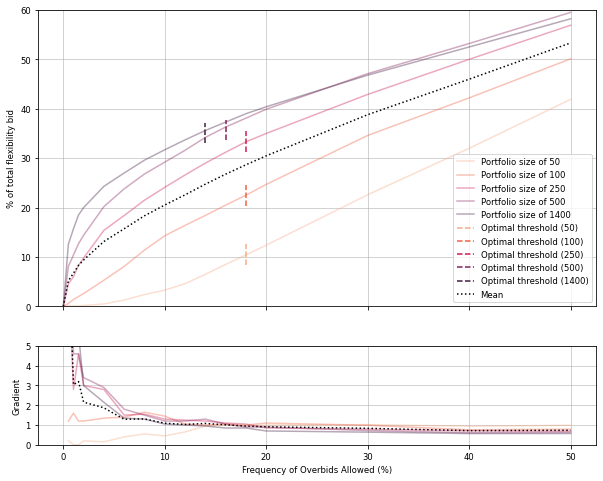 60
50
40
30
20
10
0
% of total flexibility bid
Portfolio size of 50
Portfolio size of 100
Portfolio size of 250
Portfolio size of 500
Portfolio size of 1400
Optimal threshold (50)
Optimal threshold (100)
Optimal threshold (250)
Optimal threshold (500)
Optimal threshold (1400)
Mean
5
4
3
2
1
0
Gradient
0 10 20 30 40 50
Frequency of Overbids Allowed (%)